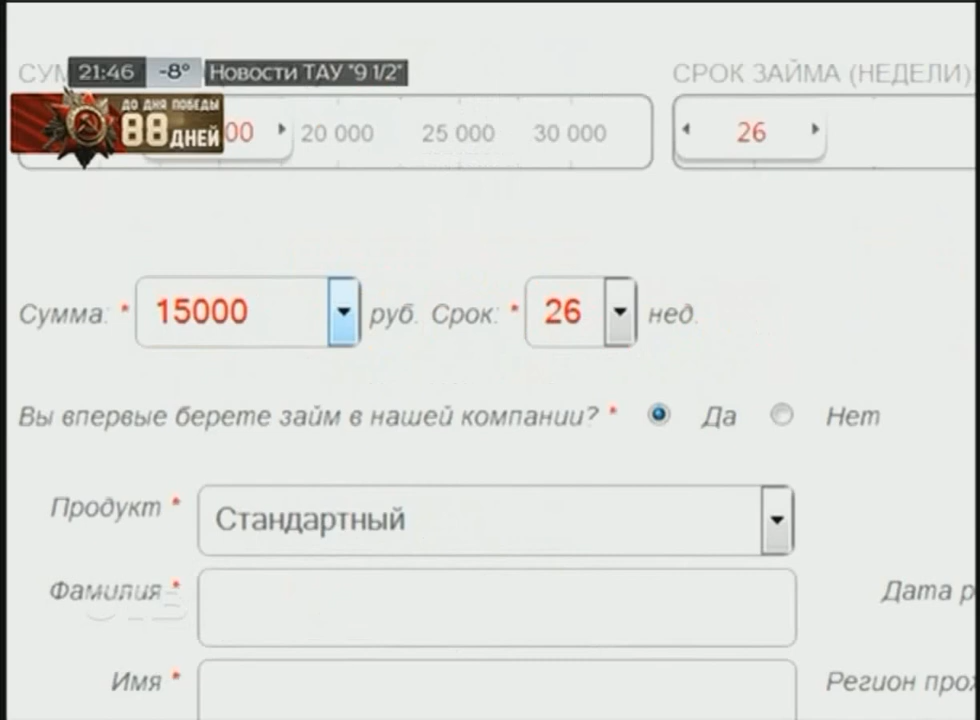 СУМ
21:46 -8° Новости ТАУ "9 1/2"
СРОК ЗАЙМА (НЕДЕЛИ)
ДО ДНЯ ПОБЕДЫ
88 ДНЕЙ
00 20 000 25 000 30 000
26
Сумма: * 15000 руб. Срок: * 26 нед.
Вы впервые берете займ в нашей компании? * Да Нет
Продукт * Стандартный
Фамилия * Дата р
Имя * Регион про